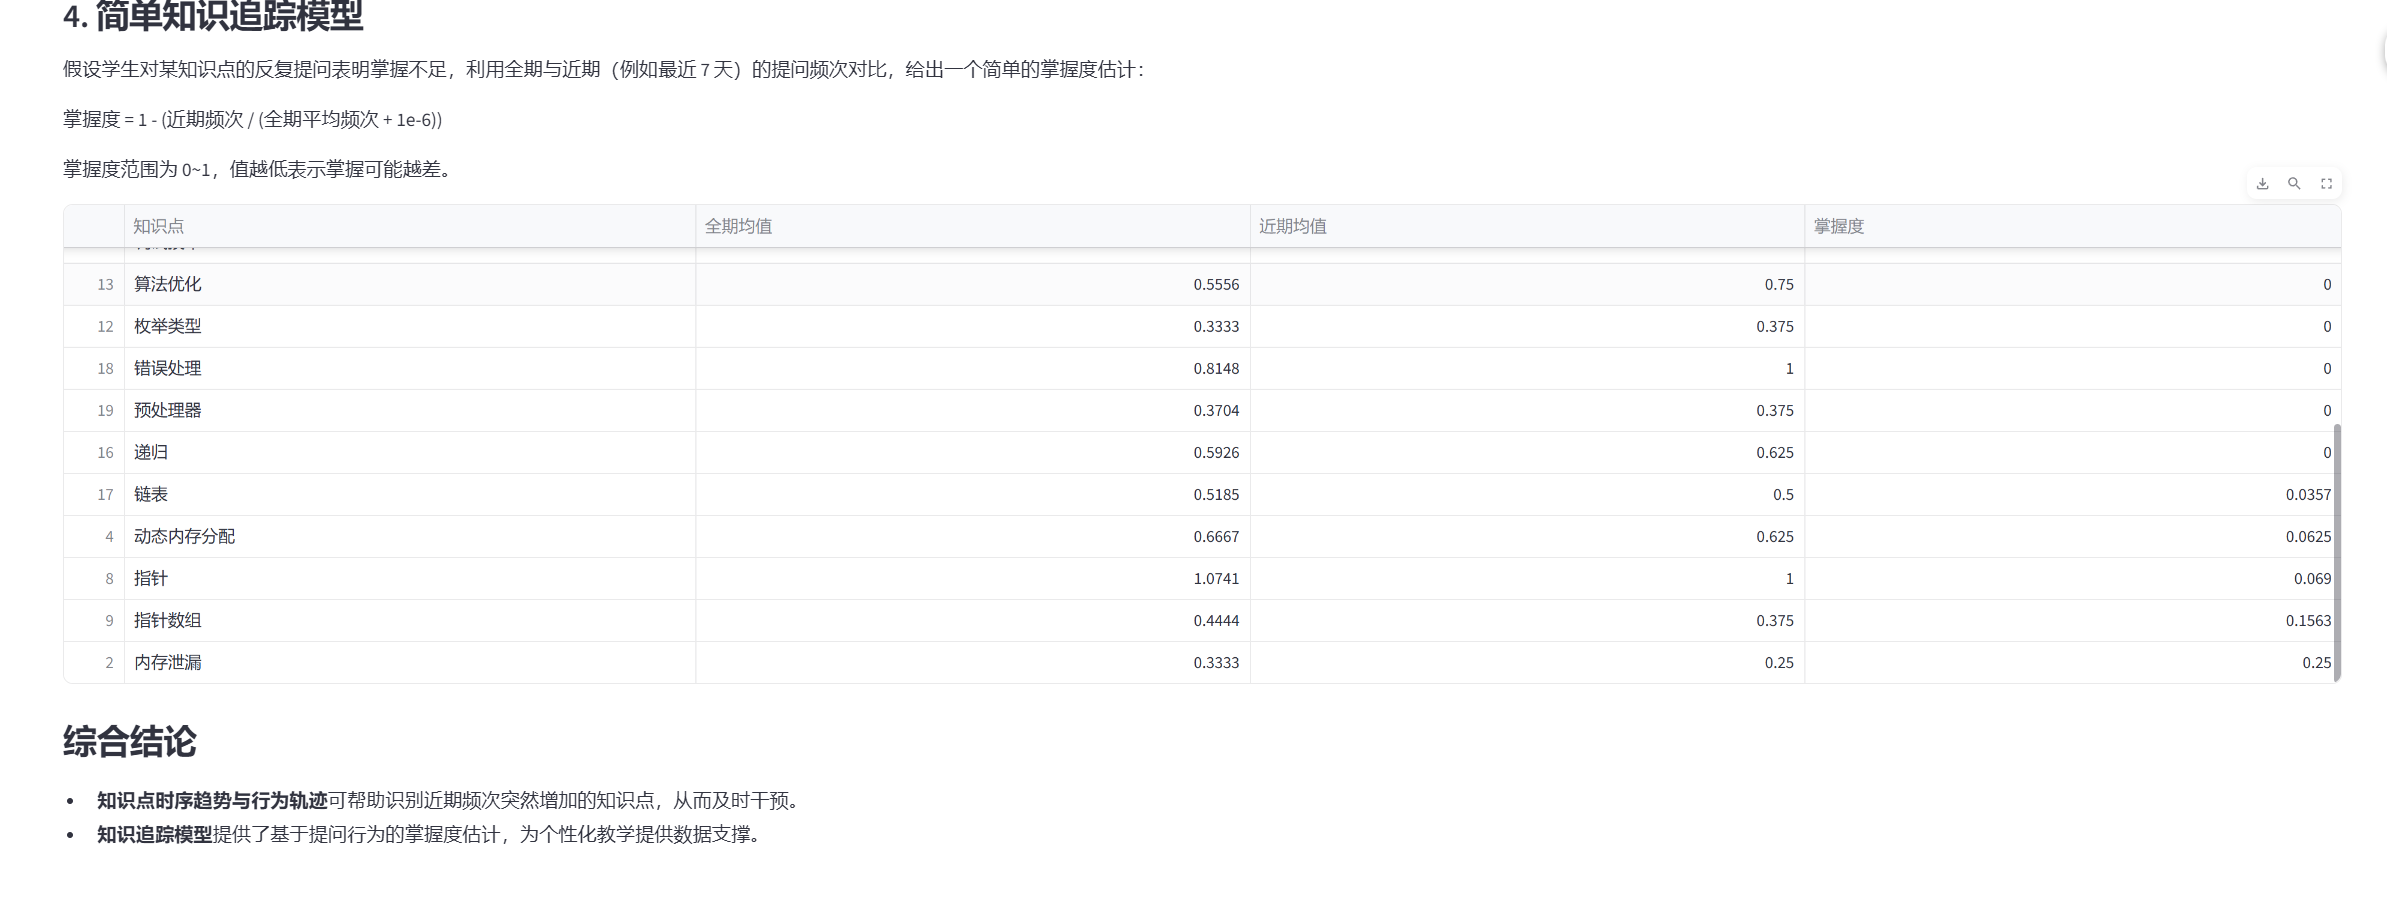 4. 简单知识追踪模型
假设学生对某知识点的反复提问表明掌握不足，利用全期与近期（例如最近 7 天）的提问频次对比，给出一个简单的掌握度估计：
掌握度 = 1 - (近期频次 / (全期平均频次 + 1e-6))
掌握度范围为 0~1，值越低表示掌握可能越差。
知识点 全期均值 近期均值 掌握度
13 算法优化 0.5556 0.75 0
12 枚举类型 0.3333 0.375 0
18 错误处理 0.8148 1 0
19 预处理器 0.3704 0.375 0
16 递归 0.5926 0.625 0
17 链表 0.5185 0.5 0.0357
4 动态内存分配 0.6667 0.625 0.0625
8 指针 1.0741 1 0.069
9 指针数组 0.4444 0.375 0.1563
2 内存泄漏 0.3333 0.25 0.25
综合结论
• 知识点时序趋势与行为轨迹可帮助识别近期频次突然增加的知识点，从而及时干预。
• 知识追踪模型提供了基于提问行为的掌握度估计，为个性化教学提供数据支撑。